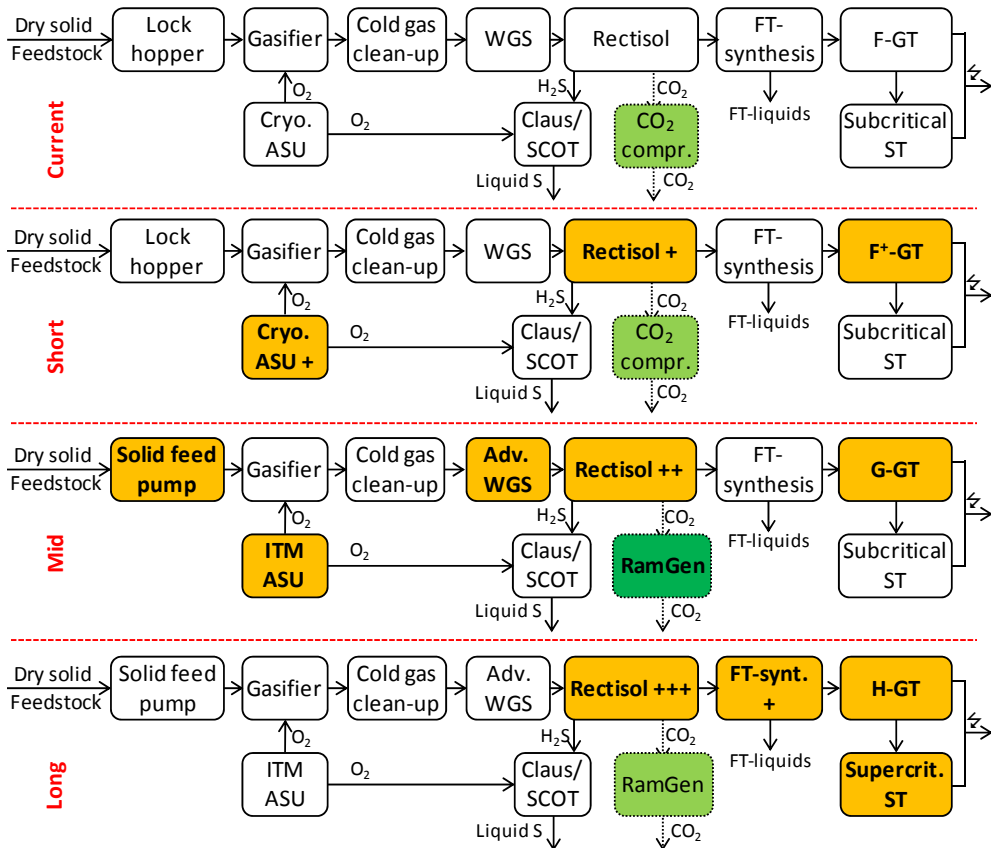 Dry solid
Feedstock
Lock
hopper
Gasifier
Cold gas
clean-up
WGS
Rectisol
FT-
synthesis
F-GT
O₂
H₂S
CO₂
FT-liquids
Cryo.
ASU
O₂
Claus/
SCOT
CO₂
compr.
Subcritical
ST
Liquid S
CO₂
Current
Dry solid
Feedstock
Lock
hopper
Gasifier
Cold gas
clean-up
WGS
Rectisol +
FT-
synthesis
F⁺-GT
O₂
H₂S
CO₂
FT-liquids
Cryo.
ASU +
O₂
Claus/
SCOT
CO₂
compr.
Subcritical
ST
Liquid S
CO₂
Short
Dry solid
Feedstock
Solid feed
pump
Gasifier
Cold gas
clean-up
Adv.
WGS
Rectisol ++
FT-
synthesis
G-GT
O₂
H₂S
CO₂
FT-liquids
ITM
ASU
O₂
Claus/
SCOT
RamGen
Subcritical
ST
Liquid S
CO₂
Mid
Dry solid
Feedstock
Solid feed
pump
Gasifier
Cold gas
clean-up
Adv.
WGS
Rectisol +++
FT-synt.
+
H-GT
O₂
H₂S
CO₂
FT-liquids
ITM
ASU
O₂
Claus/
SCOT
RamGen
Supercrit.
ST
Liquid S
CO₂
Long